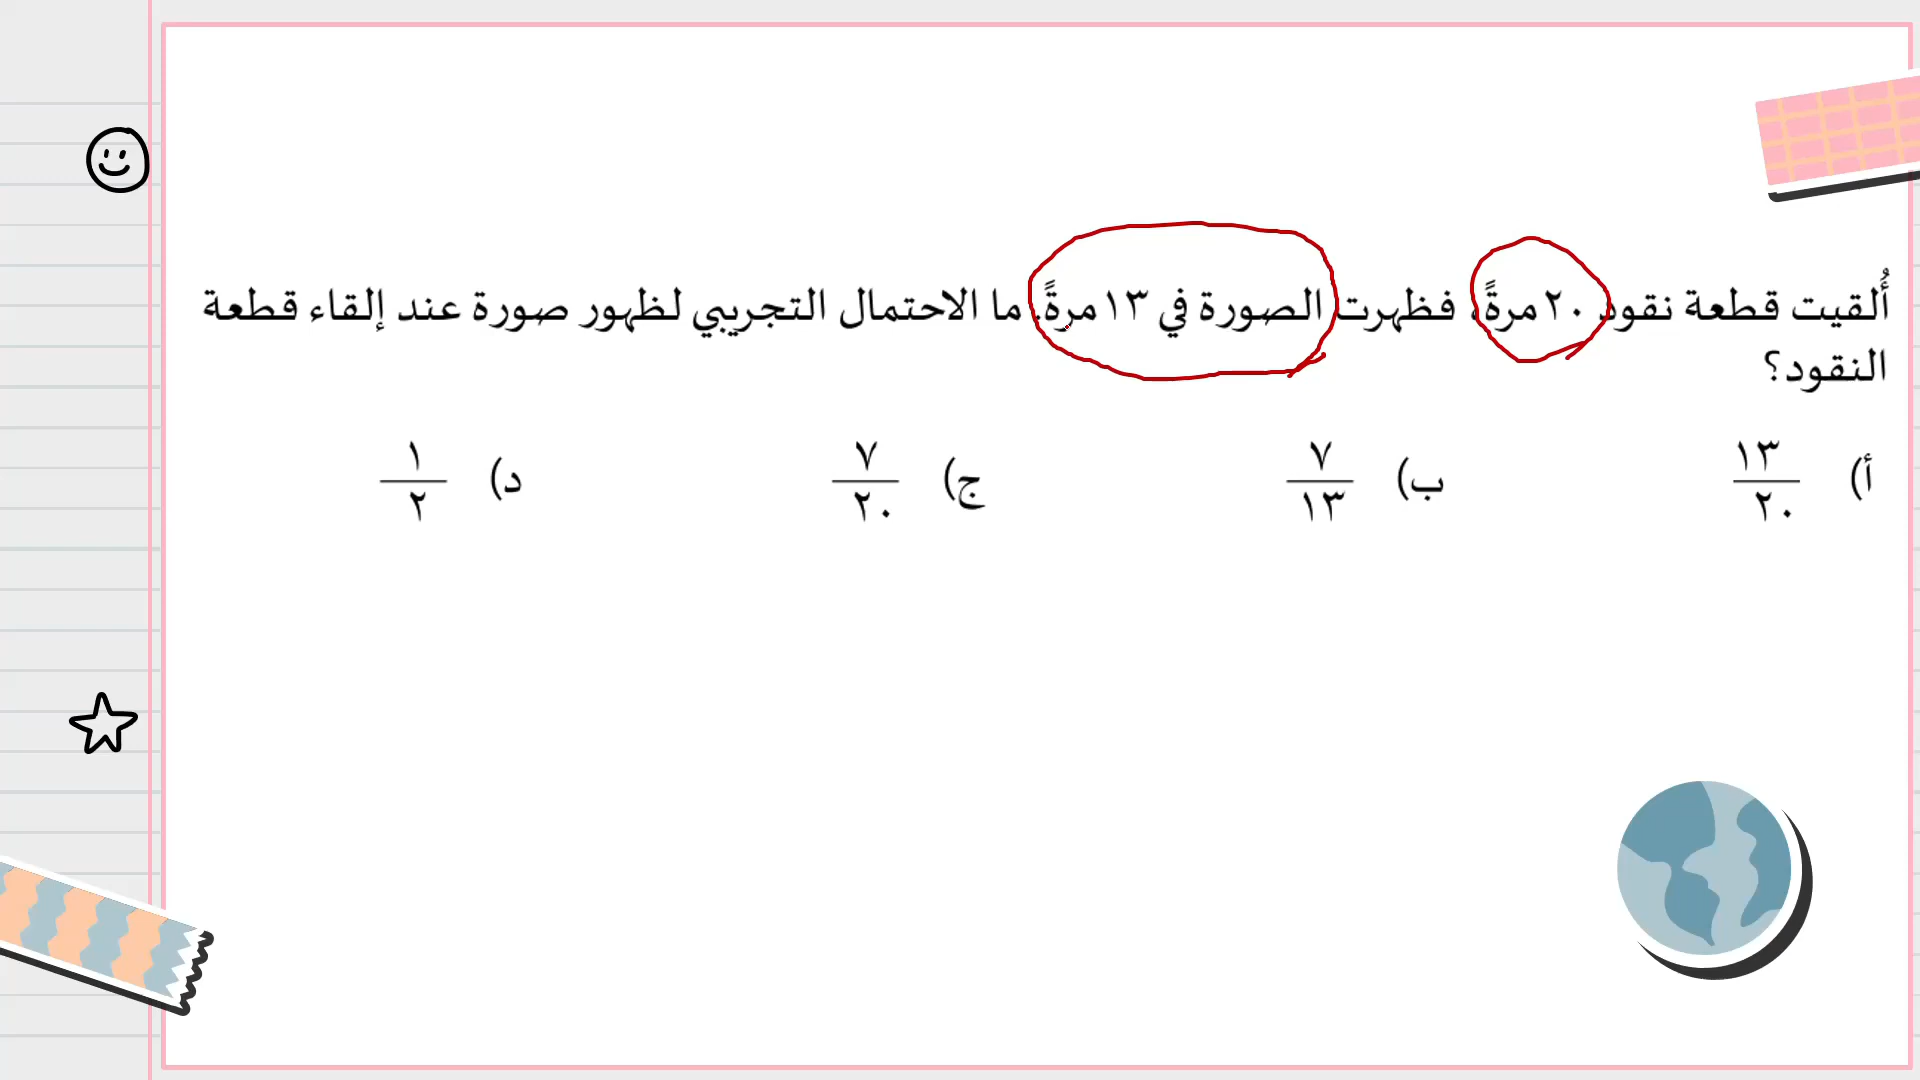 أُلقيت قطعة نقود ٢٠ مرةً، فظهرت الصورة في ١٣ مرةً. ما الاحتمال التجريبي لظهور صورة عند إلقاء قطعة
النقود؟
أ) ١٣/٢٠ ب) ٧/١٣ ج) ٧/٢٠ د) ١/٢